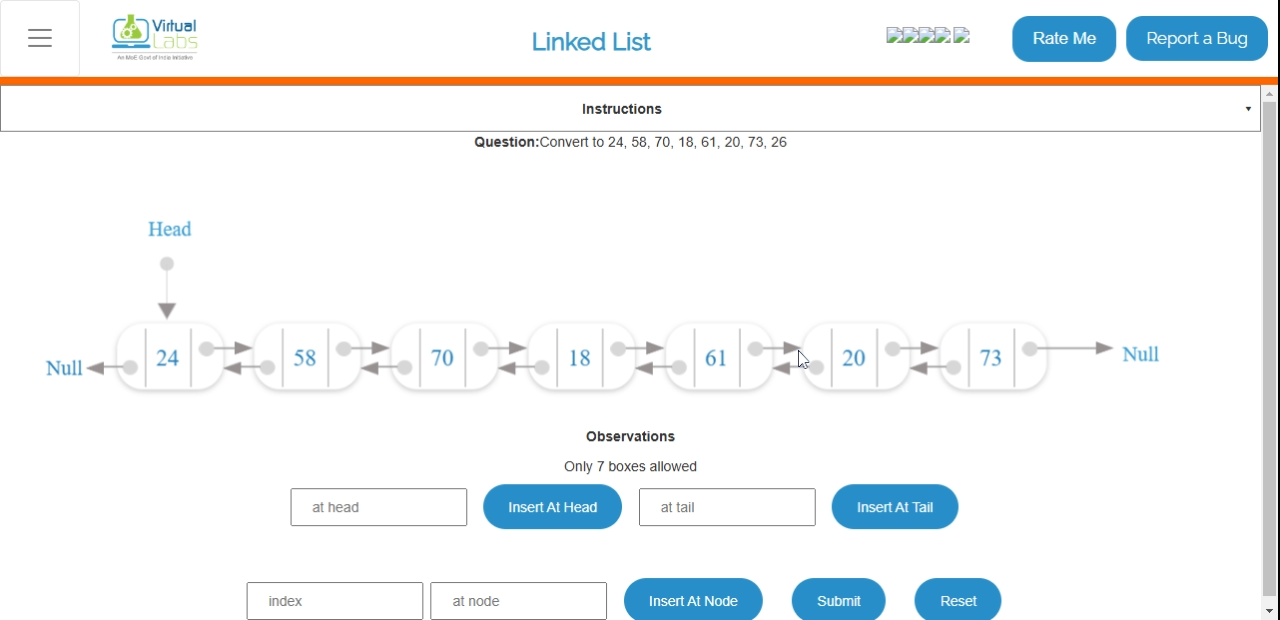 Virtual
Labs
An MoE Govt of India Initiative
Linked List
Rate Me
Report a Bug
Instructions
Question:Convert to 24, 58, 70, 18, 61, 20, 73, 26
Head
Null 24 58 70 18 61 20 73 Null
Observations
Only 7 boxes allowed
at head Insert At Head at tail Insert At Tail
index at node Insert At Node Submit Reset